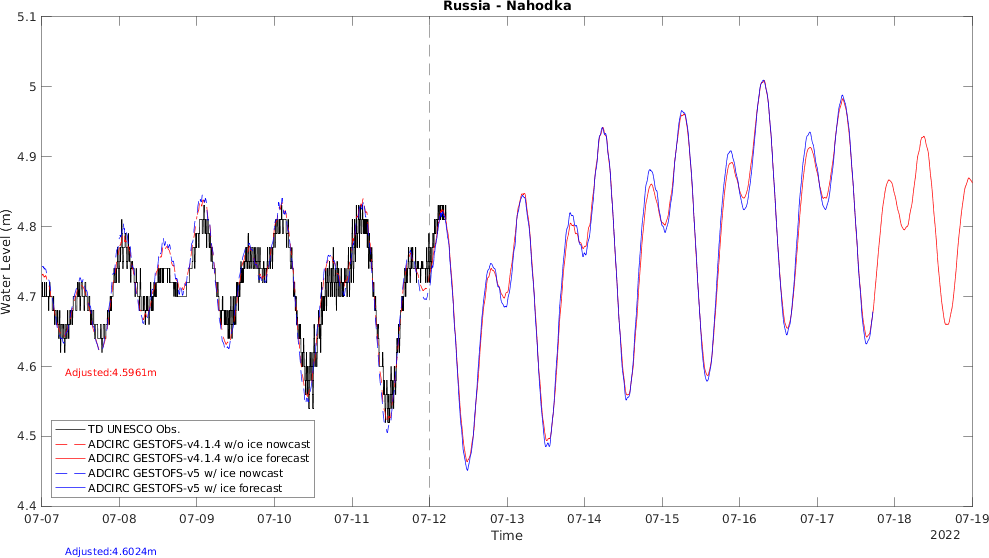 Russia - Nahodka
5.1
5
4.9
4.8
4.7
4.6
4.5
4.4
Water Level (m)
Adjusted:4.5961m
TD UNESCO Obs.
ADCIRC GESTOFS-v4.1.4 w/o ice nowcast
ADCIRC GESTOFS-v4.1.4 w/o ice forecast
ADCIRC GESTOFS-v5 w/ ice nowcast
ADCIRC GESTOFS-v5 w/ ice forecast
07-07 07-08 07-09 07-10 07-11 07-12 07-13 07-14 07-15 07-16 07-17 07-18 07-19
Time
2022
Adjusted:4.6024m